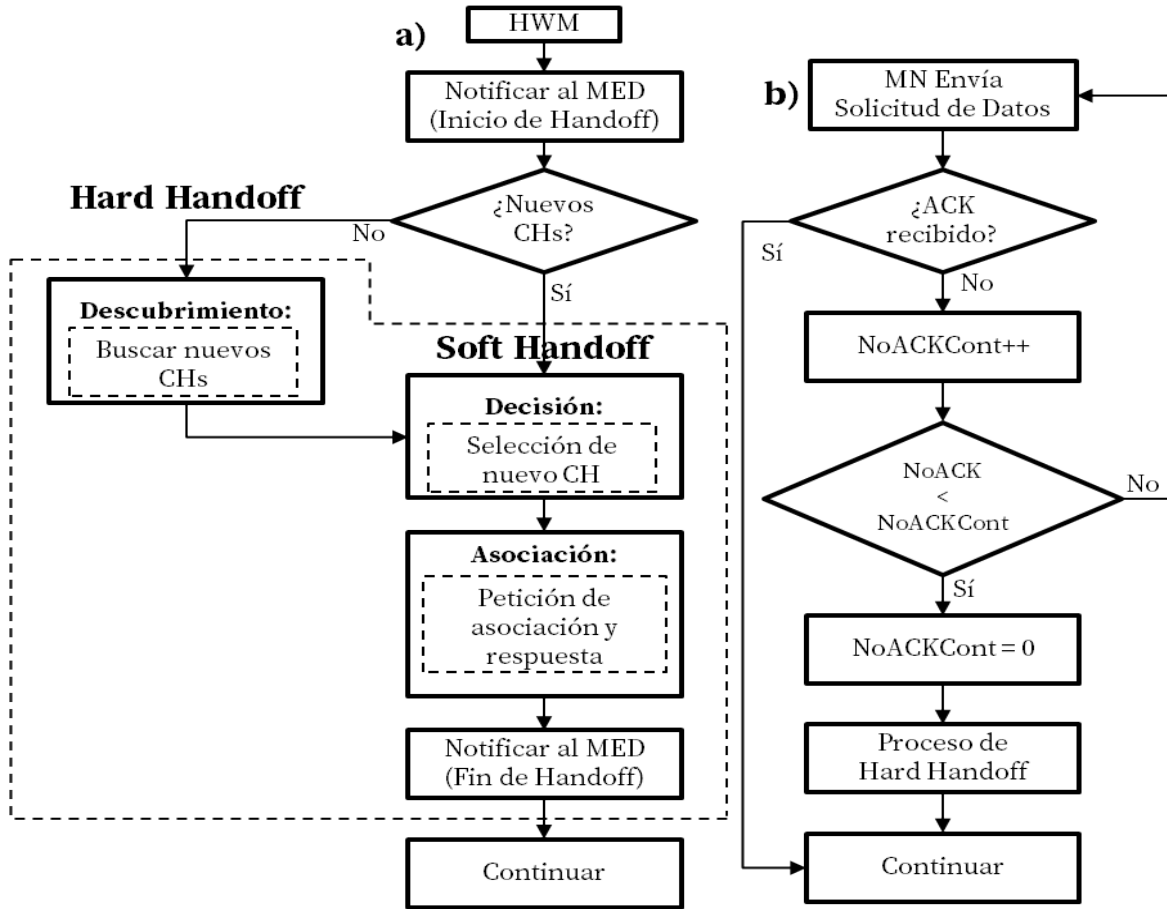 a)
HWM
Notificar al MED
(Inicio de Handoff)
¿Nuevos
CHs?
No
Sí
Hard Handoff
Descubrimiento:
Buscar nuevos
CHs
Soft Handoff
Decisión:
Selección de
nuevo CH
Asociación:
Petición de
asociación y
respuesta
Notificar al MED
(Fin de Handoff)
Continuar
b)
MN Envía
Solicitud de Datos
¿ACK
recibido?
Sí
No
NoACKCont++
NoACK
<
NoACKCont
No
Sí
NoACKCont = 0
Proceso de
Hard Handoff
Continuar